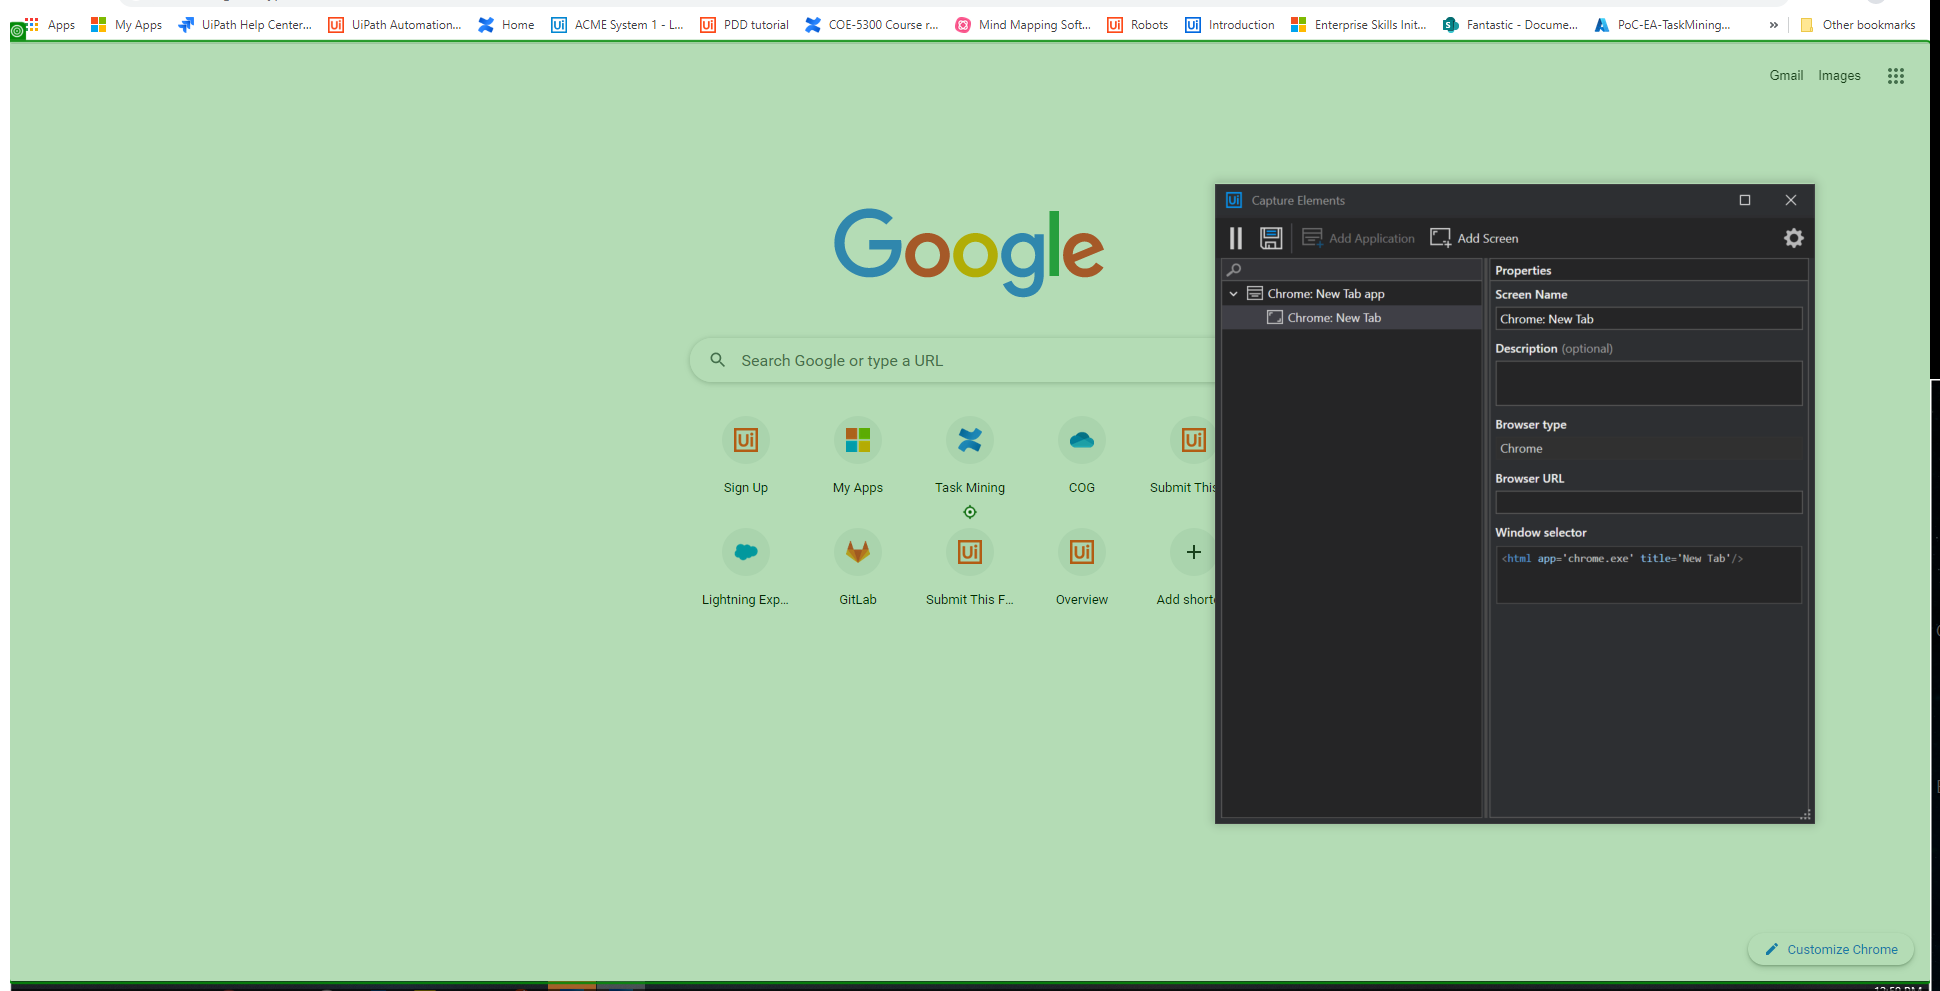 Apps My Apps UiPath Help Center... UiPath Automation... Home ACME System 1 - L... PDD tutorial COE-5300 Course r... Mind Mapping Soft... Robots Introduction Enterprise Skills Init... Fantastic - Docume... PoC-EA-TaskMining... » Other bookmarks
Gmail Images
Google
Search Google or type a URL
Sign Up My Apps Task Mining COG Submit This
Lightning Exp... GitLab Submit This F... Overview Add shortc
Capture Elements
Add Application Add Screen
Chrome: New Tab app
Chrome: New Tab
Properties
Screen Name
Chrome: New Tab
Description (optional)
Browser type
Chrome
Browser URL
Window selector
<html app='chrome.exe' title='New Tab'/>
Customize Chrome